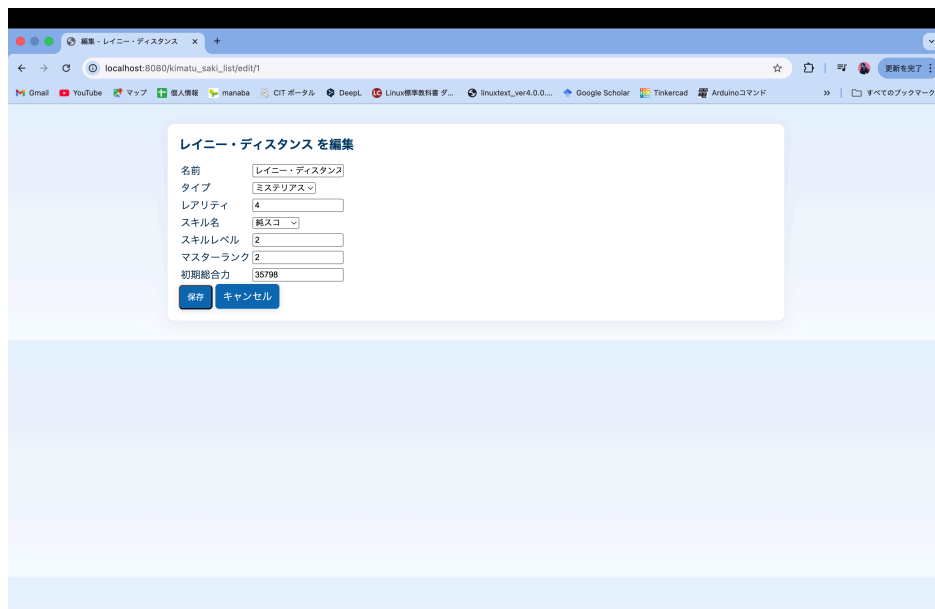 編集 - レイニー・ディスタンス
localhost:8080/kimatu_saki_list/edit/1
更新を完了
Gmail YouTube マップ 個人情報 manaba CIT ポータル DeepL Linux標準教科書 ダ... linuxtext_ver4.0.0.... Google Scholar Tinkercad Arduinoコマンド すべてのブックマーク
レイニー・ディスタンス を編集
名前 レイニー・ディスタンス
タイプ ミステリアス
レアリティ 4
スキル名 純スコ
スキルレベル 2
マスターランク 2
初期総合力 35798
保存 キャンセル